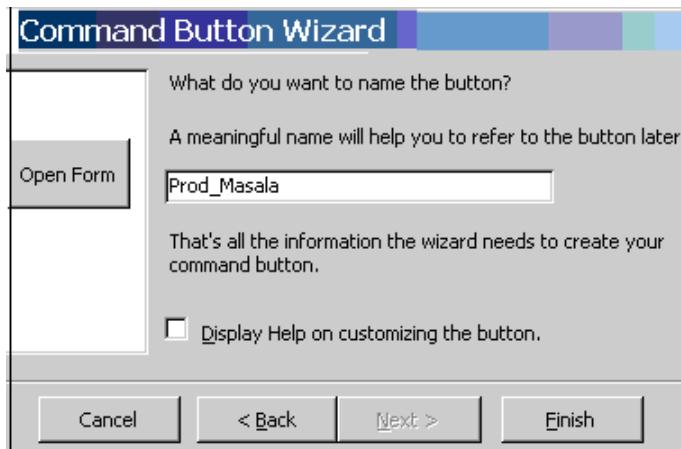 Command Button Wizard
What do you want to name the button?
A meaningful name will help you to refer to the button later
Open Form
Prod_Masala
That's all the information the wizard needs to create your
command button.
Display Help on customizing the button.
Cancel
< Back
Next >
Finish